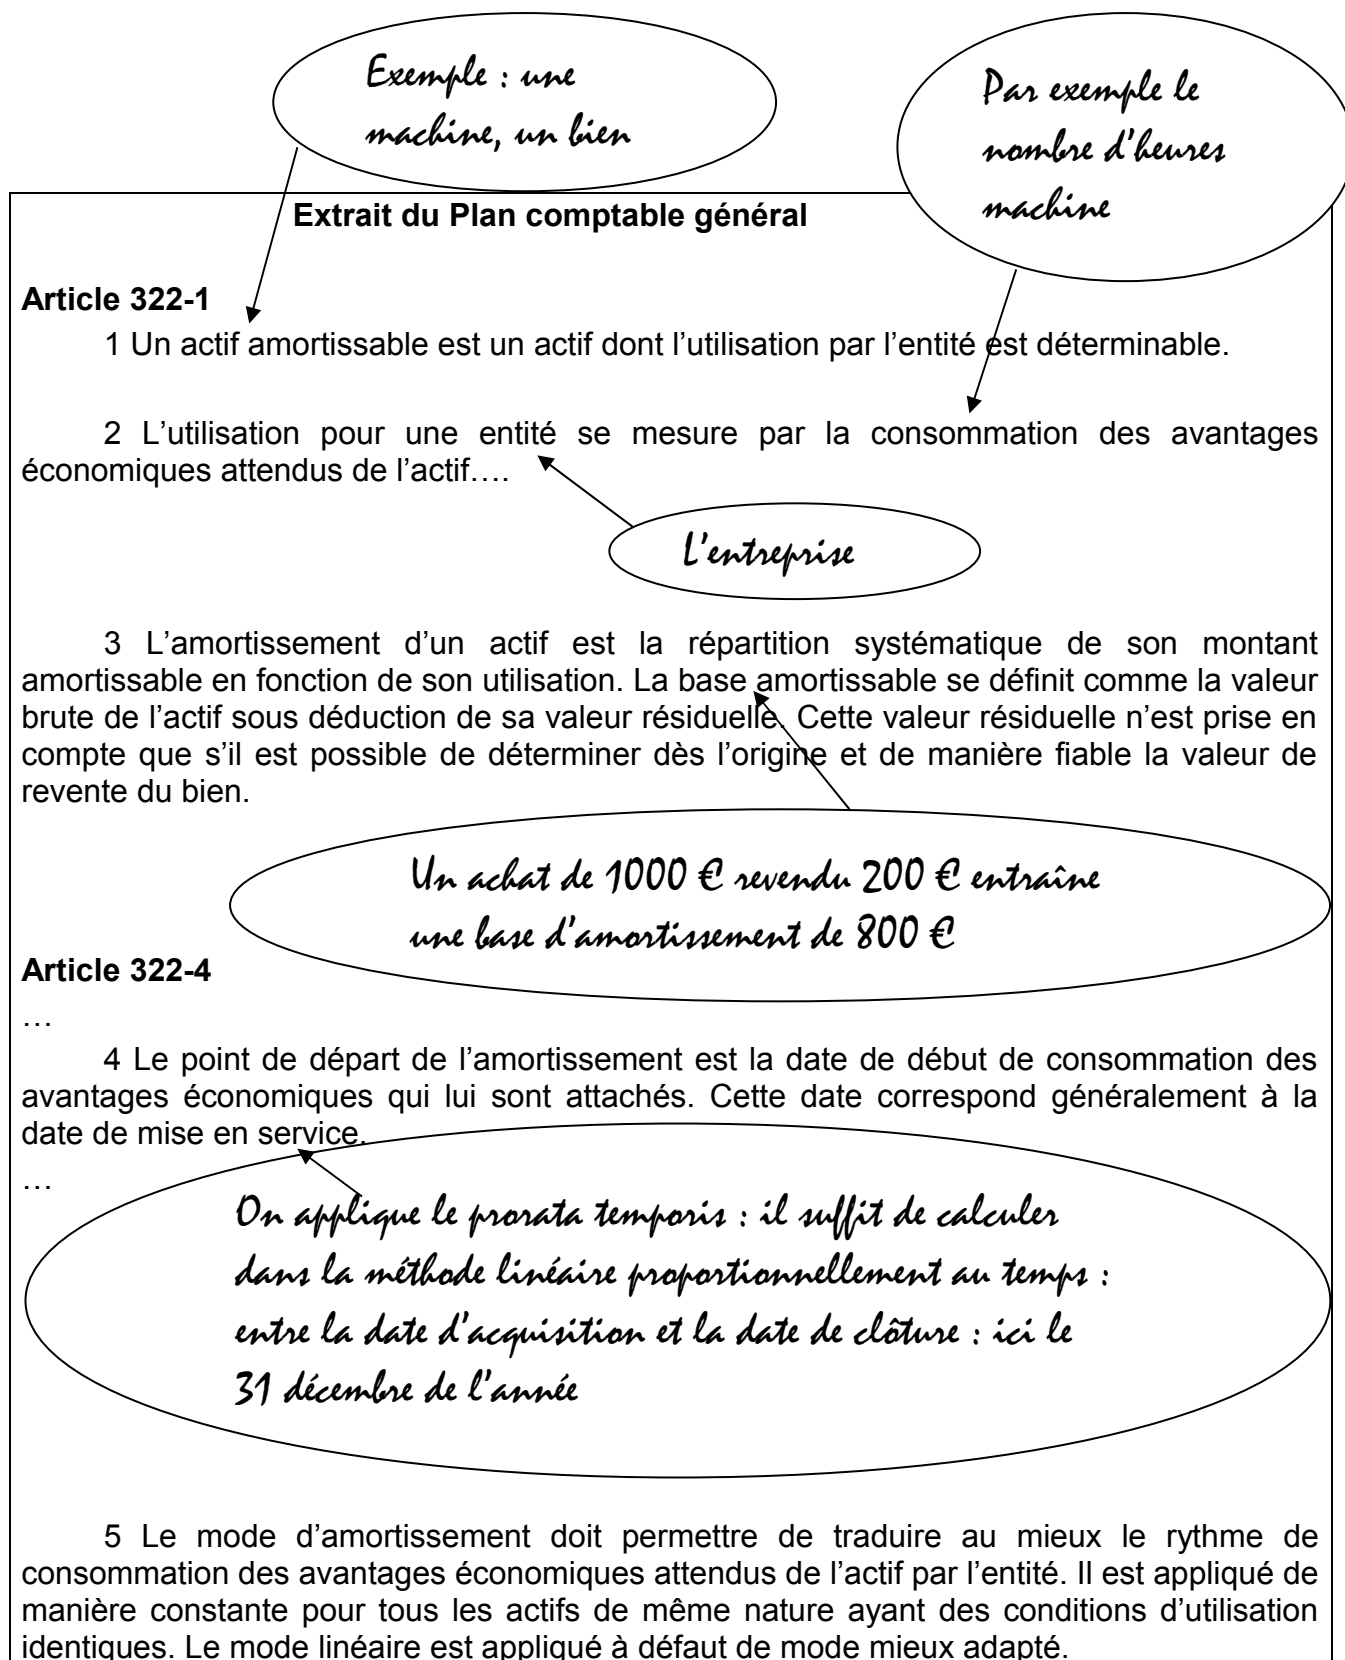 Exemple : une
machine, un bien
Par exemple le
nombre d'heures
machine
Extrait du Plan comptable général
Article 322-1
1 Un actif amortissable est un actif dont l’utilisation par l’entité est déterminable.
2 L’utilisation pour une entité se mesure par la consommation des avantages
économiques attendus de l’actif….
L'entreprise
3 L’amortissement d’un actif est la répartition systématique de son montant
amortissable en fonction de son utilisation. La base amortissable se définit comme la valeur
brute de l’actif sous déduction de sa valeur résiduelle. Cette valeur résiduelle n’est prise en
compte que s’il est possible de déterminer dès l’origine et de manière fiable la valeur de
revente du bien.
Un achat de 1000 € revendu 200 € entraîne
une base d'amortissement de 800 €
Article 322-4
…
4 Le point de départ de l’amortissement est la date de début de consommation des
avantages économiques qui lui sont attachés. Cette date correspond généralement à la
date de mise en service.
…
On applique le prorata temporis : il suffit de calculer
dans la méthode linéaire proportionnellement au temps :
entre la date d'acquisition et la date de clôture : ici le
31 décembre de l'année
5 Le mode d’amortissement doit permettre de traduire au mieux le rythme de
consommation des avantages économiques attendus de l’actif par l’entité. Il est appliqué de
manière constante pour tous les actifs de même nature ayant des conditions d’utilisation
identiques. Le mode linéaire est appliqué à défaut de mode mieux adapté.